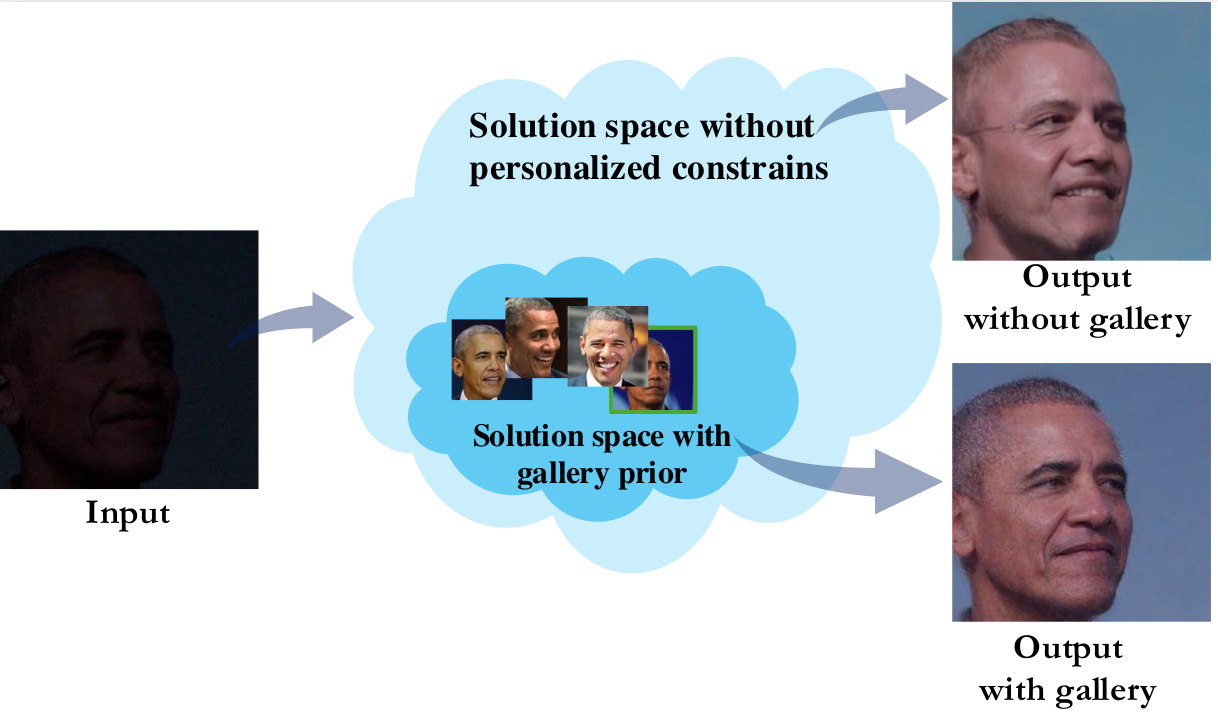 Solution space without
personalized constrains
Input
Solution space with
gallery prior
Output
without gallery
Output
with gallery